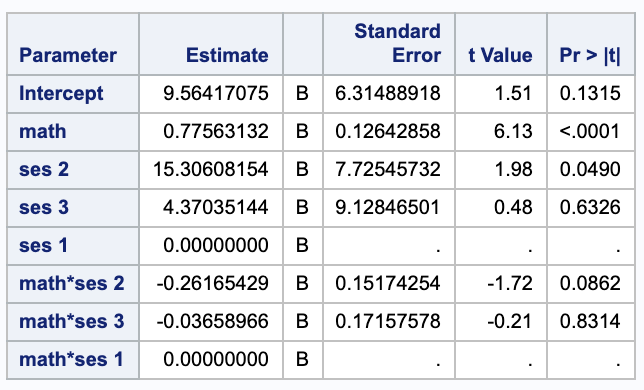 Parameter Estimate Standard Error t Value Pr > |t|
Intercept 9.56417075 B 6.31488918 1.51 0.1315
math 0.77563132 B 0.12642858 6.13 <.0001
ses 2 15.30608154 B 7.72545732 1.98 0.0490
ses 3 4.37035144 B 9.12846501 0.48 0.6326
ses 1 0.00000000 B . . .
math*ses 2 -0.26165429 B 0.15174254 -1.72 0.0862
math*ses 3 -0.03658966 B 0.17157578 -0.21 0.8314
math*ses 1 0.00000000 B . . .